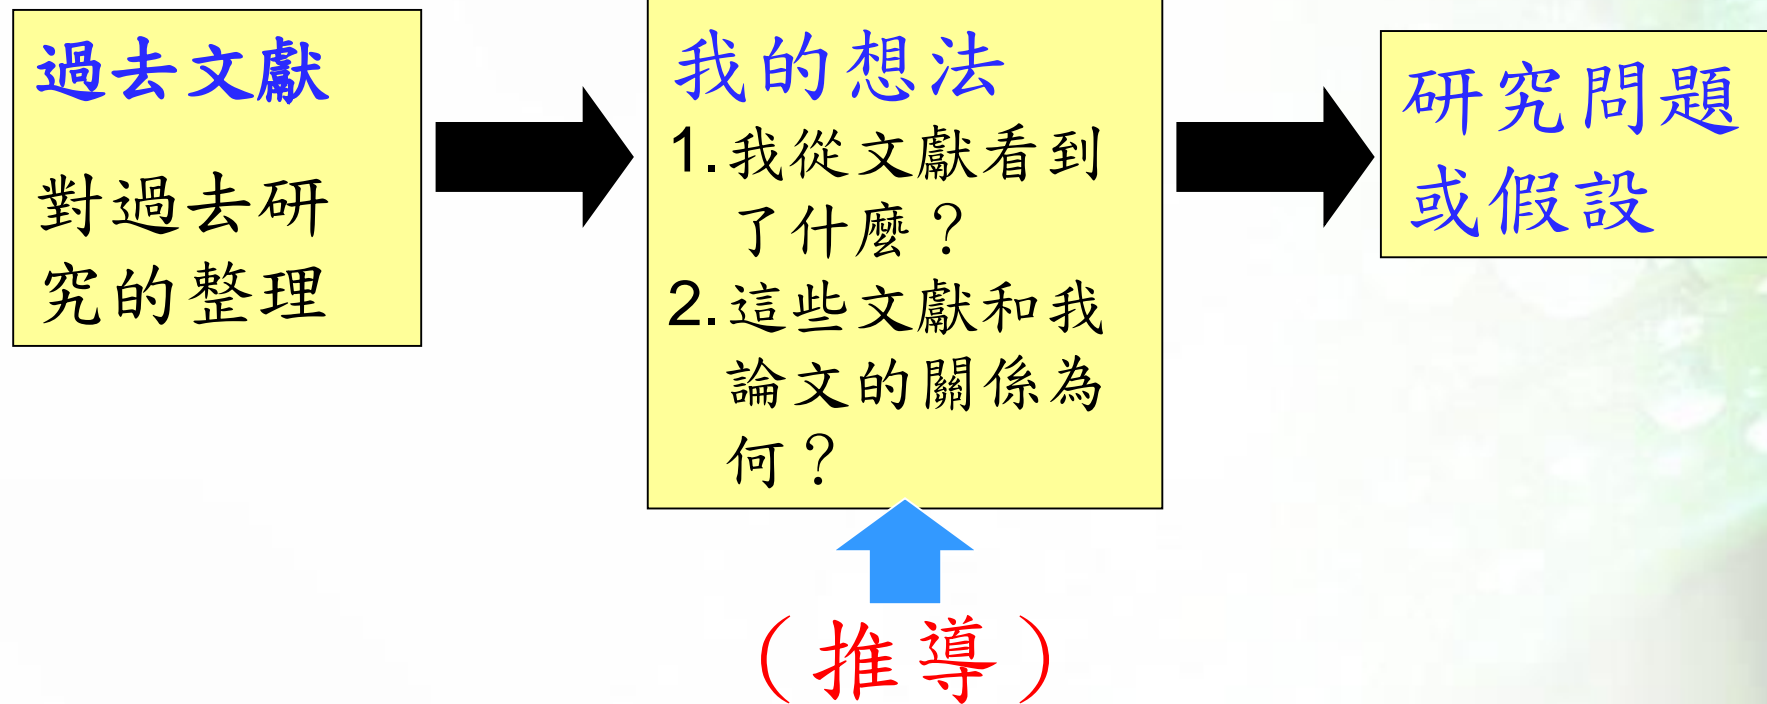 過去文獻
對過去研
究的整理
我的想法
1.我從文獻看到
了什麼？
2.這些文獻和我
論文的關係為
何？
研究問題
或假設
（推導）